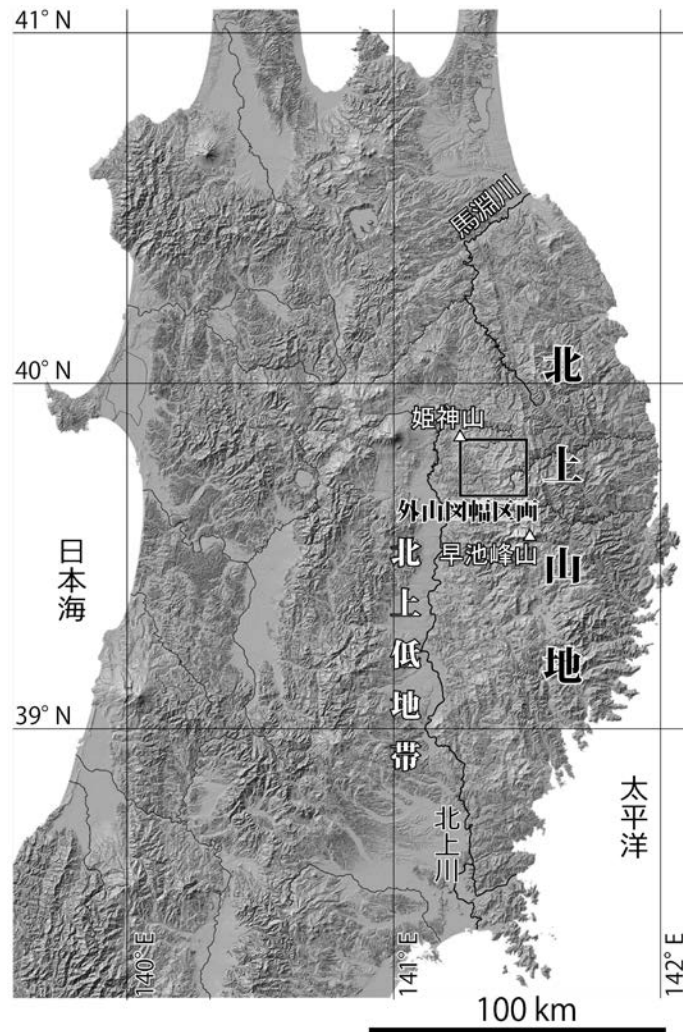 41° N
馬淵川
40° N
北上山地
姫神山
外山図幅区画
早池峰山
北上低地帯
日本海
39° N
太平洋
北上川
140° E
141° E
142° E
100 km